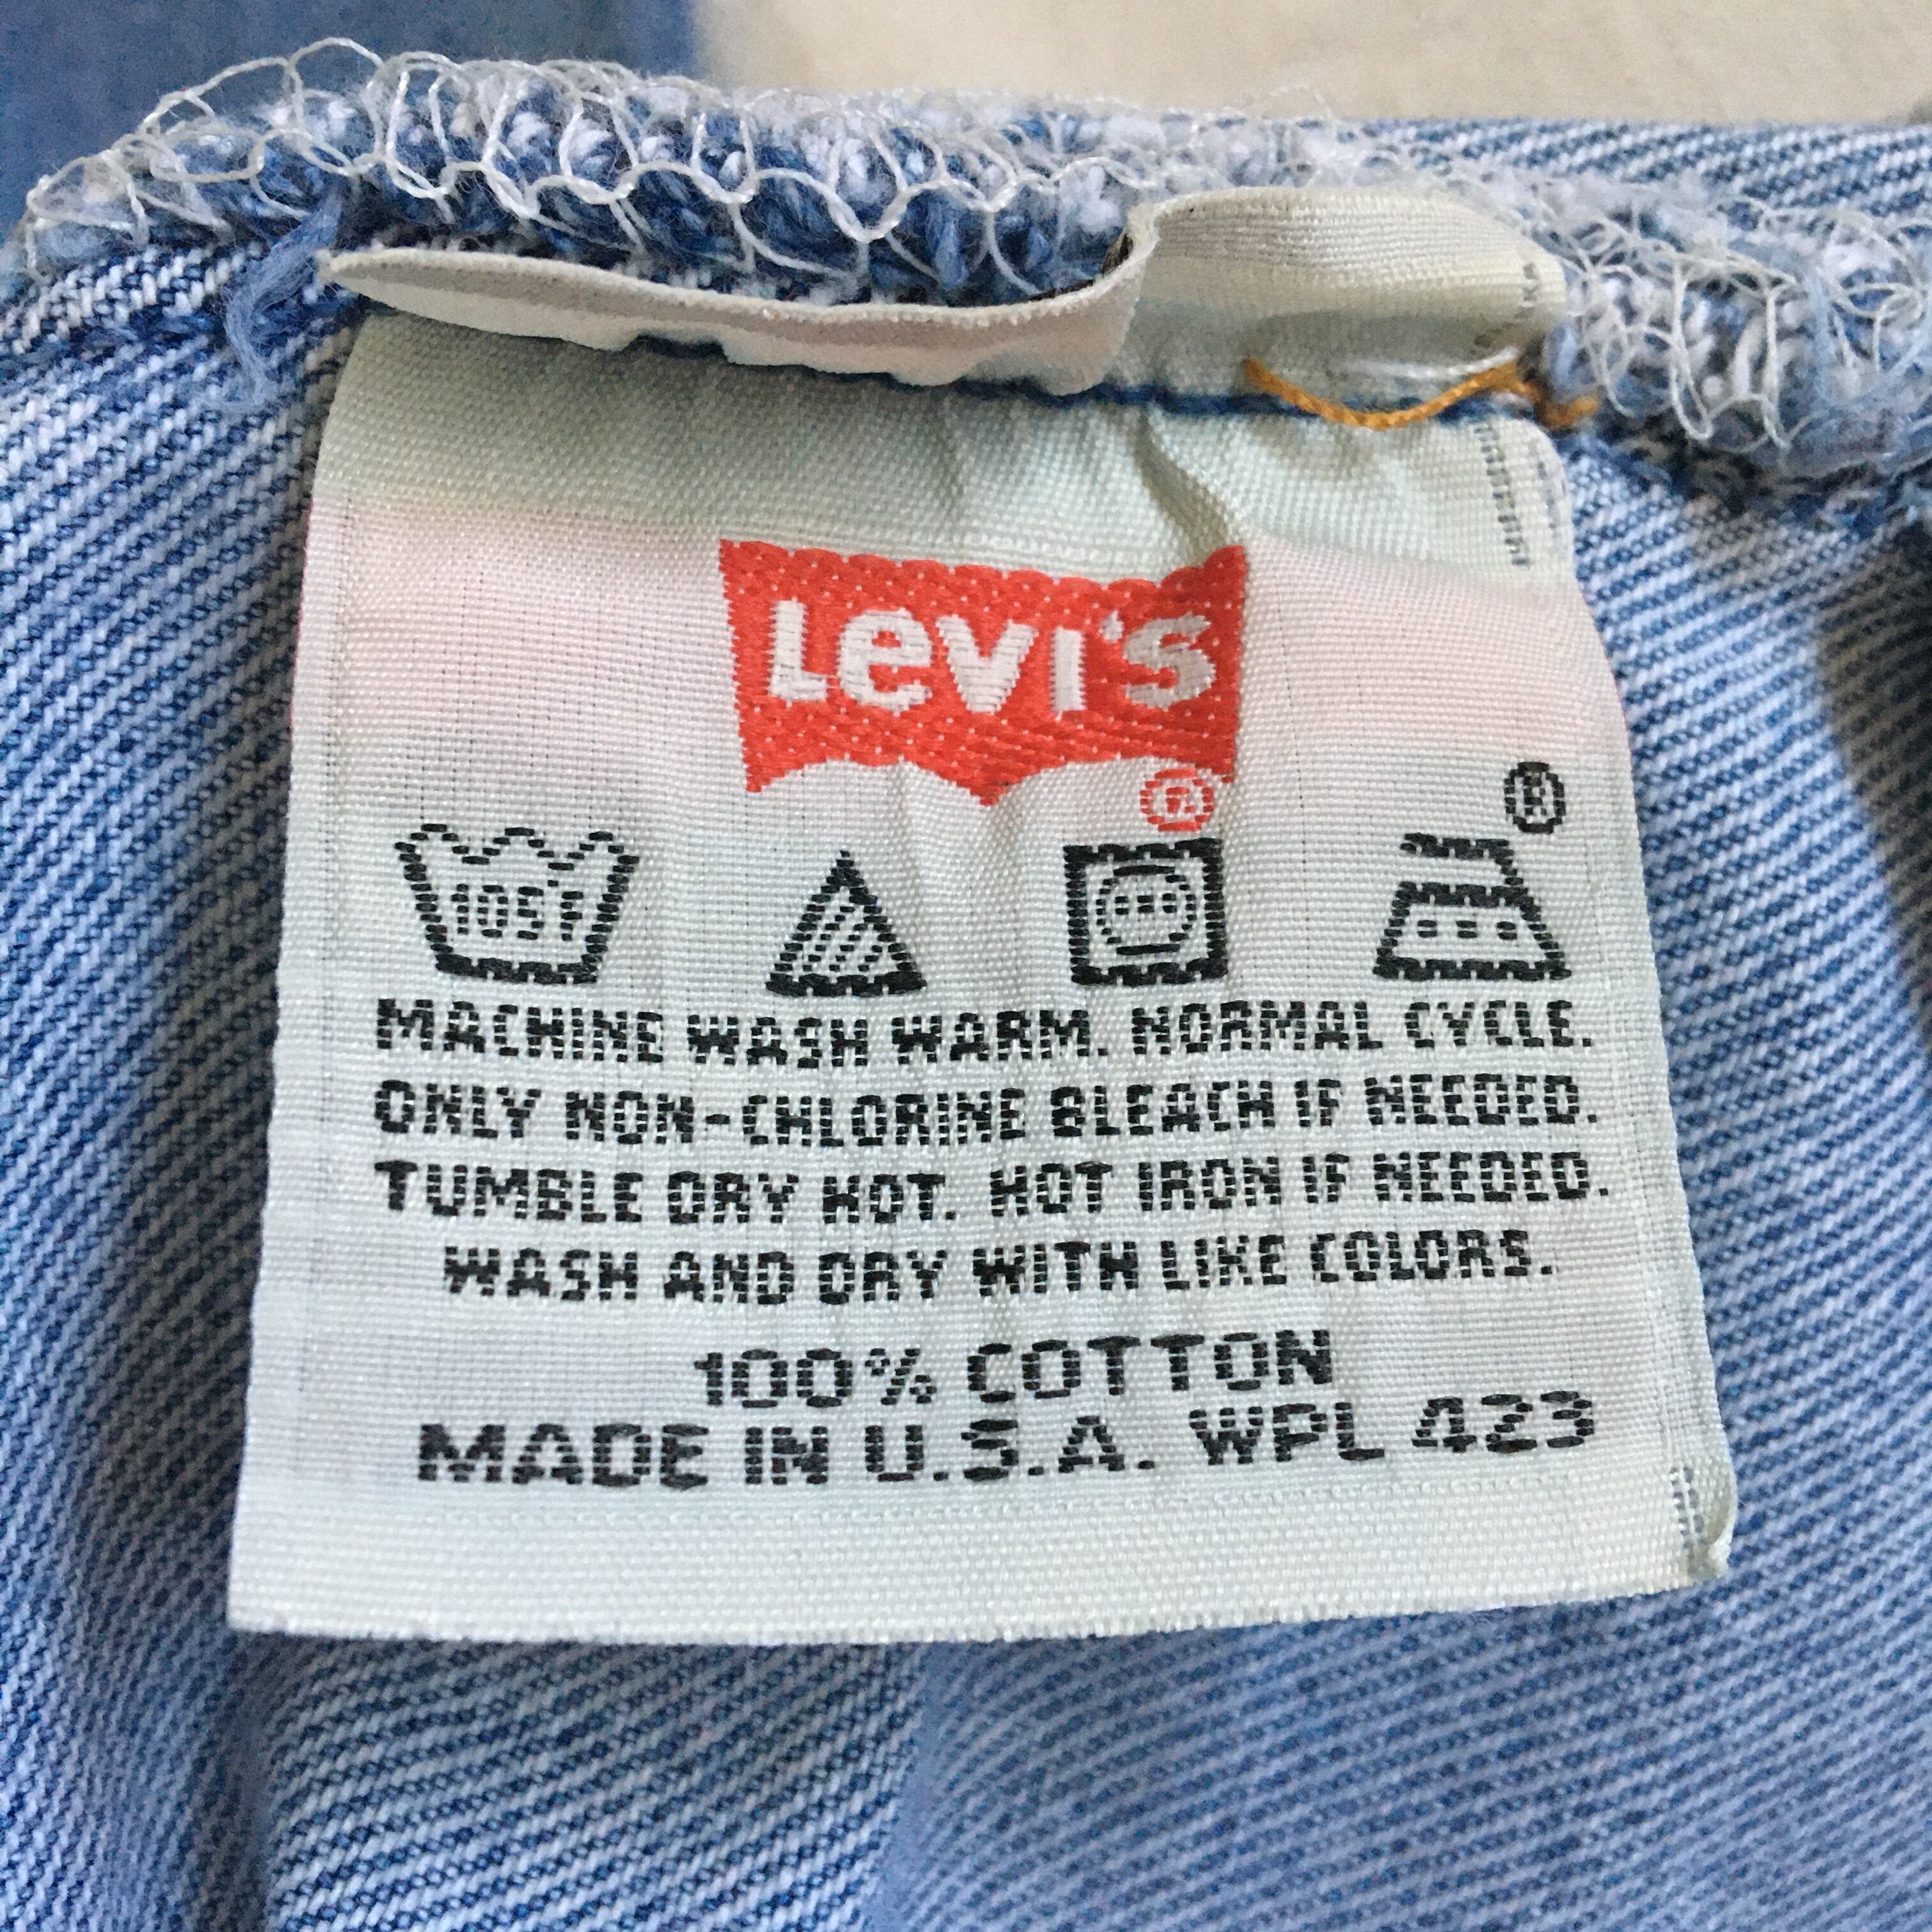 Levi's
®
®
105°F
MACHINE WASH WARM. NORMAL CYCLE.
ONLY NON-CHLORINE BLEACH IF NEEDED.
TUMBLE DRY HOT. HOT IRON IF NEEDED.
WASH AND DRY WITH LIKE COLORS.
100% COTTON
MADE IN U.S.A. WPL 423